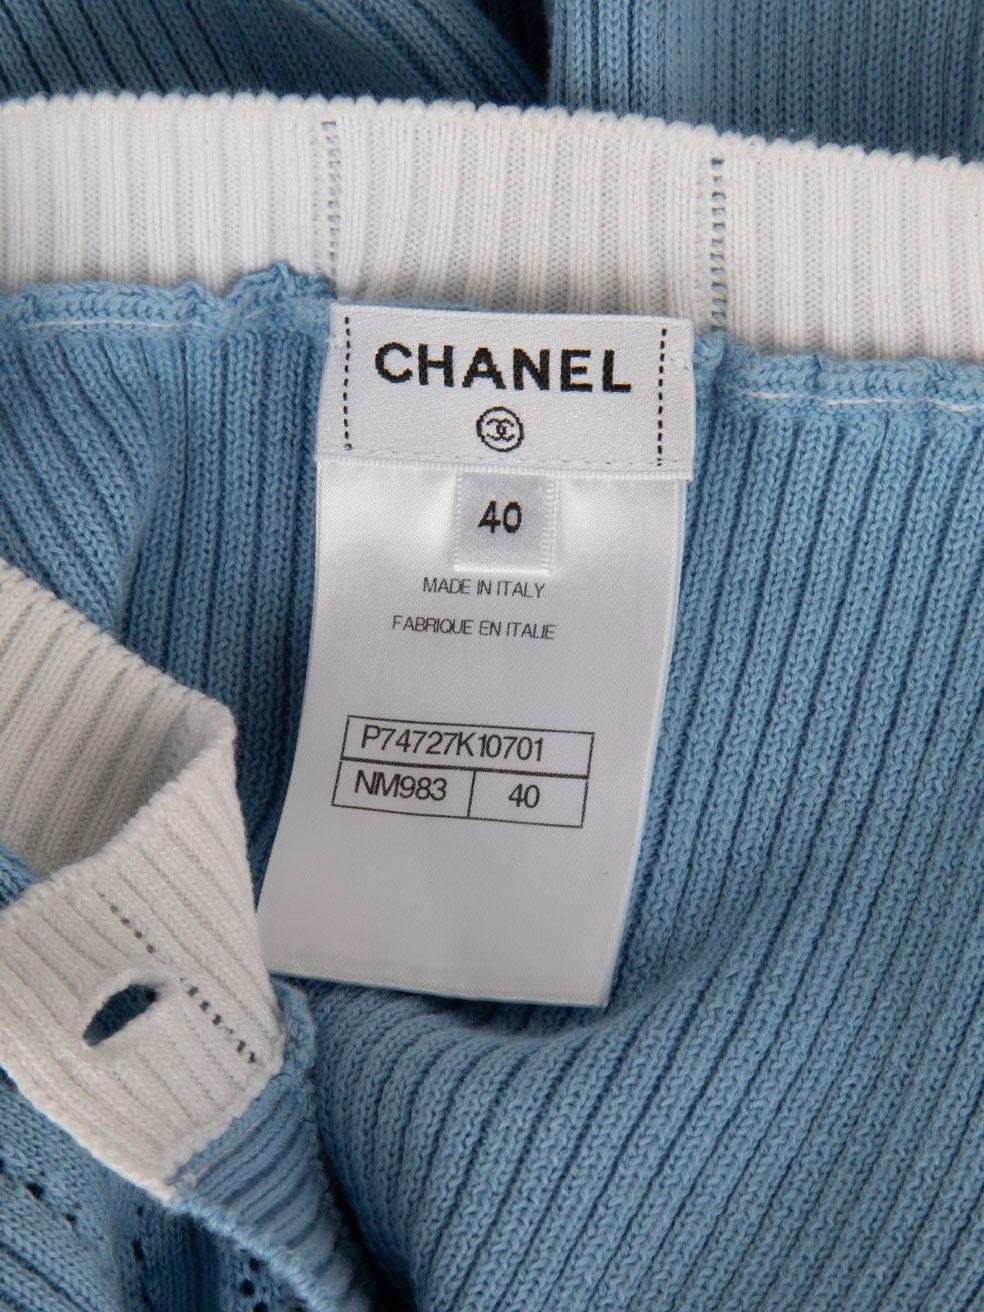 CHANEL
40
MADE IN ITALY
FABRIQUE EN ITALIE
P74727K10701
NM983 40